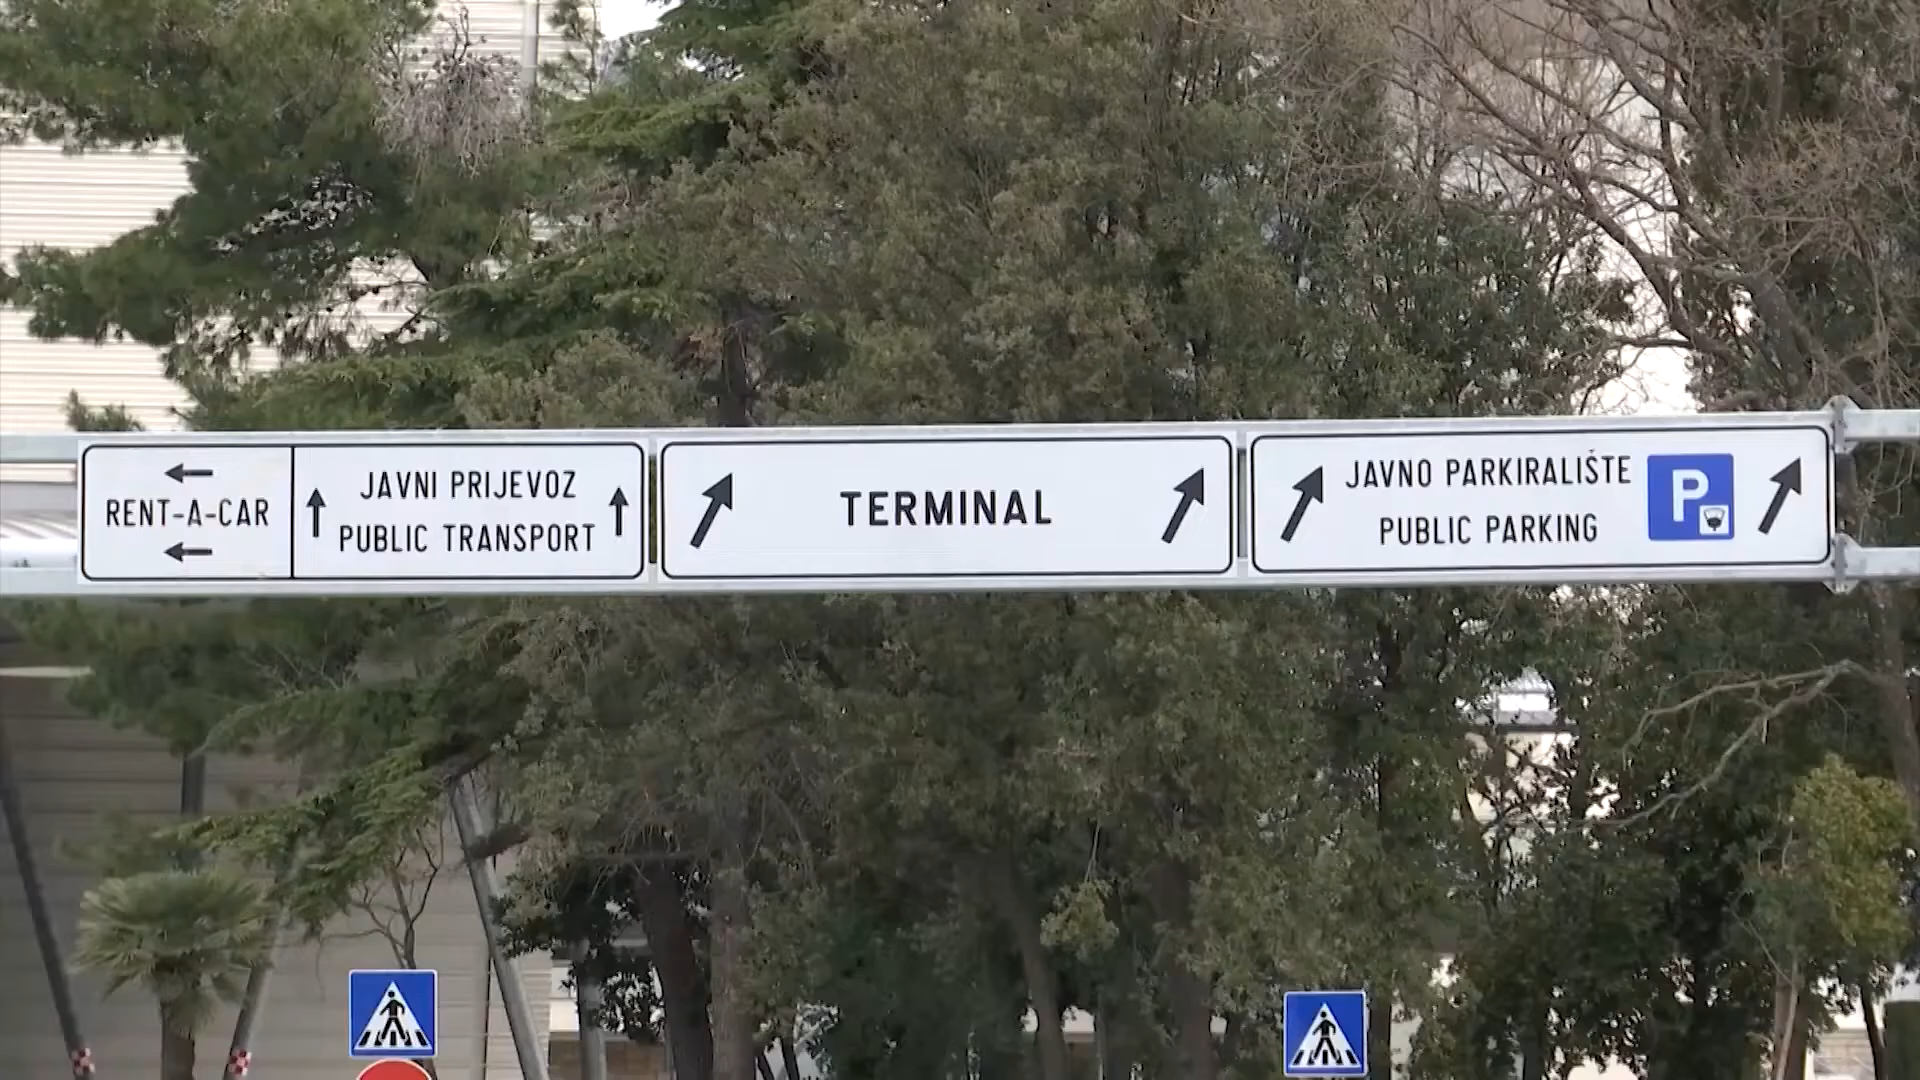 RENT-A-CAR
JAVNI PRIJEVOZ
PUBLIC TRANSPORT
TERMINAL
JAVNO PARKIRALIŠTE
PUBLIC PARKING
P